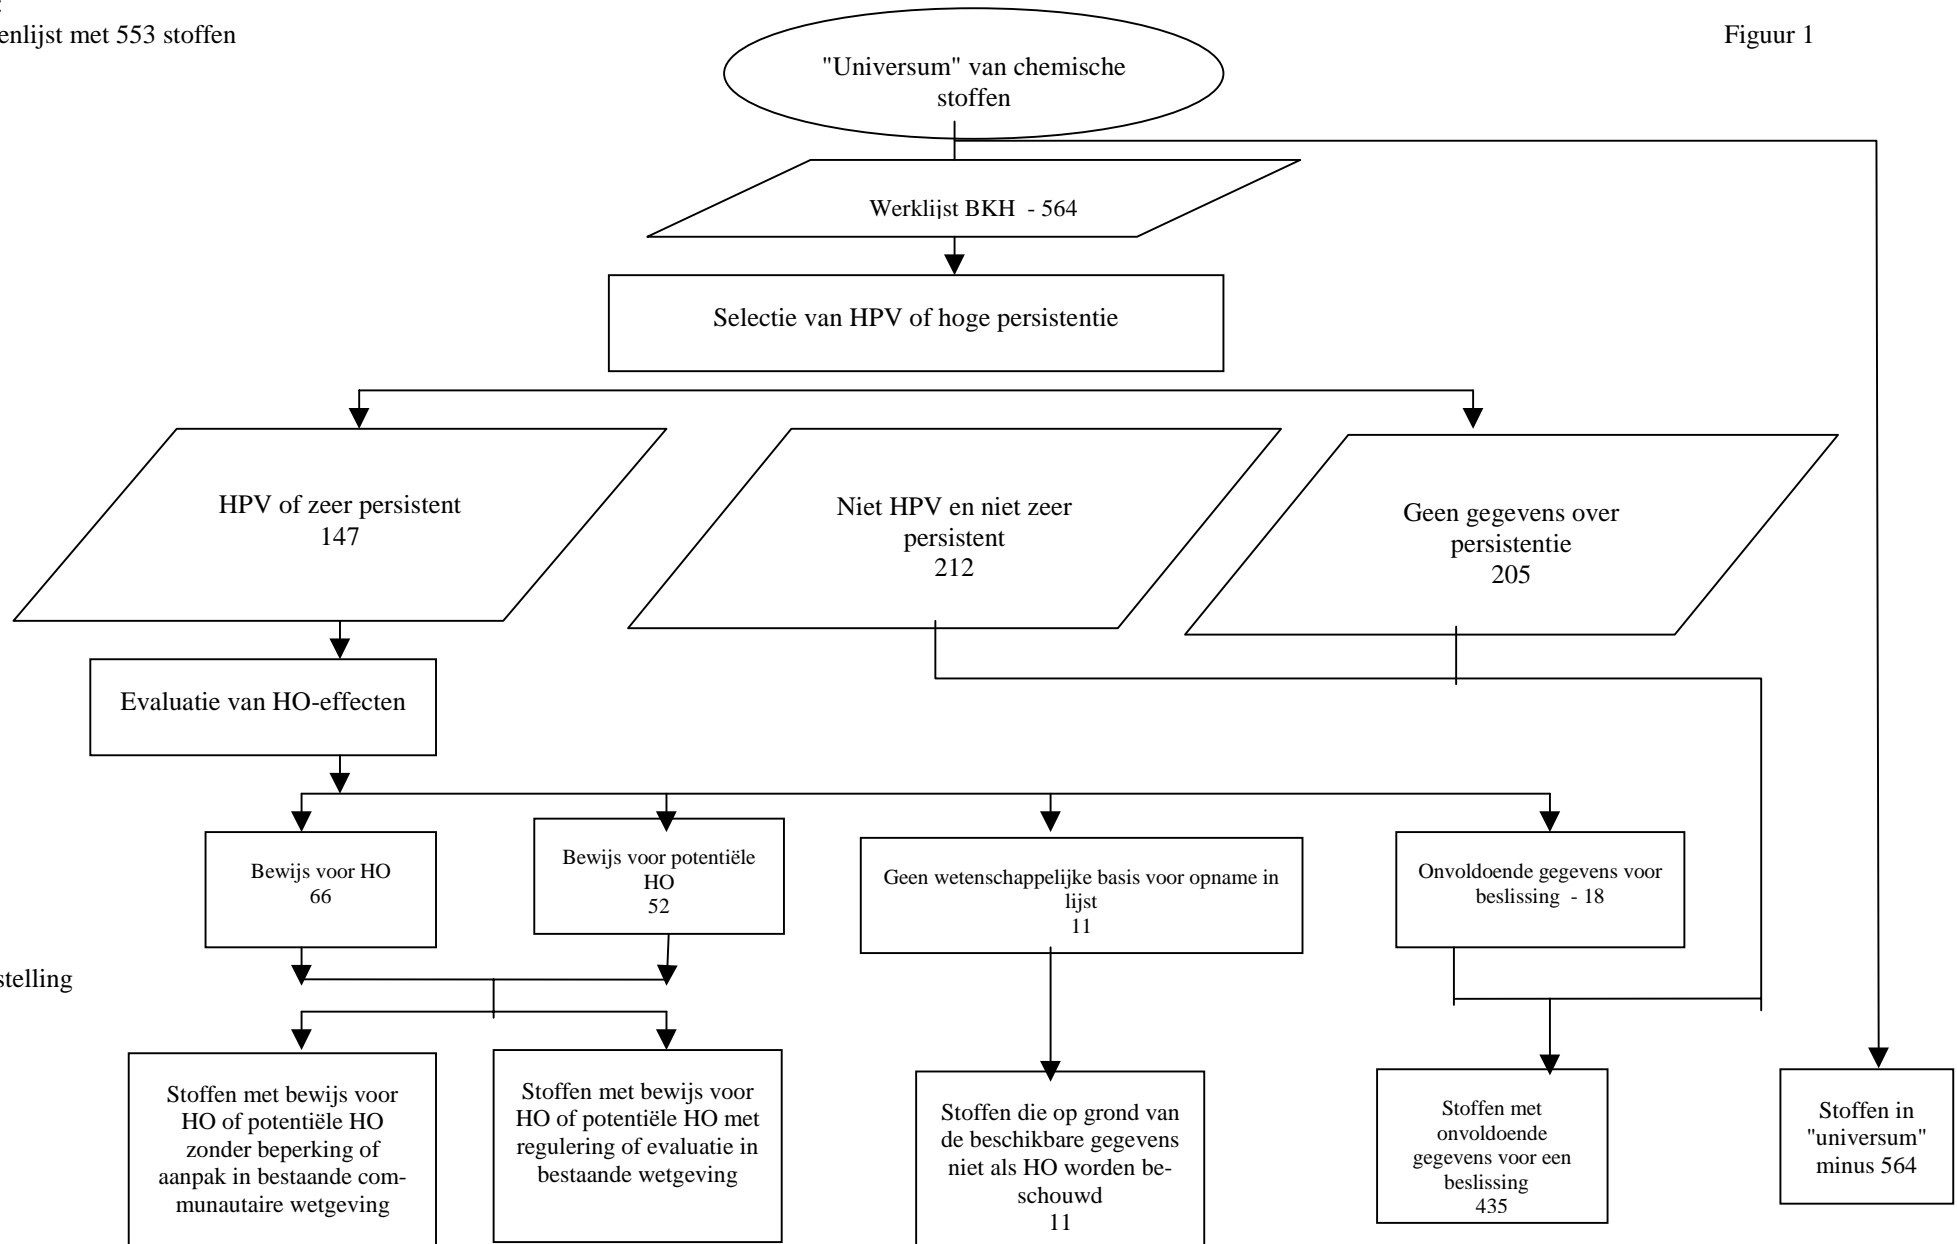 enlijst met 553 stoffen
Figuur 1
"Universum" van chemische
stoffen
Werklijst BKH - 564
Selectie van HPV of hoge persistentie
HPV of zeer persistent
147
Niet HPV en niet zeer
persistent
212
Geen gegevens over
persistentie
205
Evaluatie van HO-effecten
Bewijs voor HO
66
Bewijs voor potentiële
HO
52
Geen wetenschappelijke basis voor opname in
lijst
11
Onvoldoende gegevens voor
beslissing - 18
stelling
Stoffen met bewijs voor
HO of potentiële HO
zonder beperking of
aanpak in bestaande com-
munautaire wetgeving
Stoffen met bewijs voor
HO of potentiële HO met
regulering of evaluatie in
bestaande wetgeving
Stoffen die op grond van
de beschikbare gegevens
niet als HO worden be-
schouwd
11
Stoffen met
onvoldoende
gegevens voor een
beslissing
435
Stoffen in
"universum"
minus 564